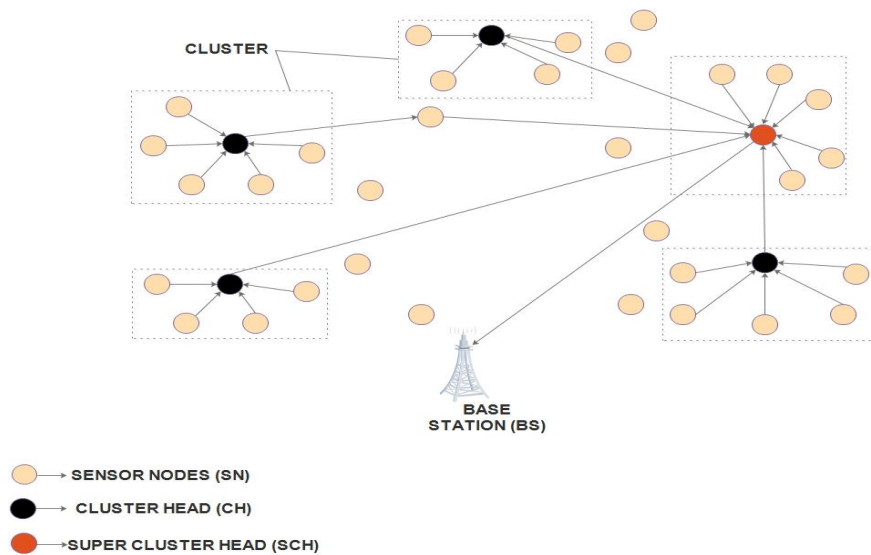 CLUSTER
BASE
STATION (BS)
SENSOR NODES (SN)
CLUSTER HEAD (CH)
SUPER CLUSTER HEAD (SCH)